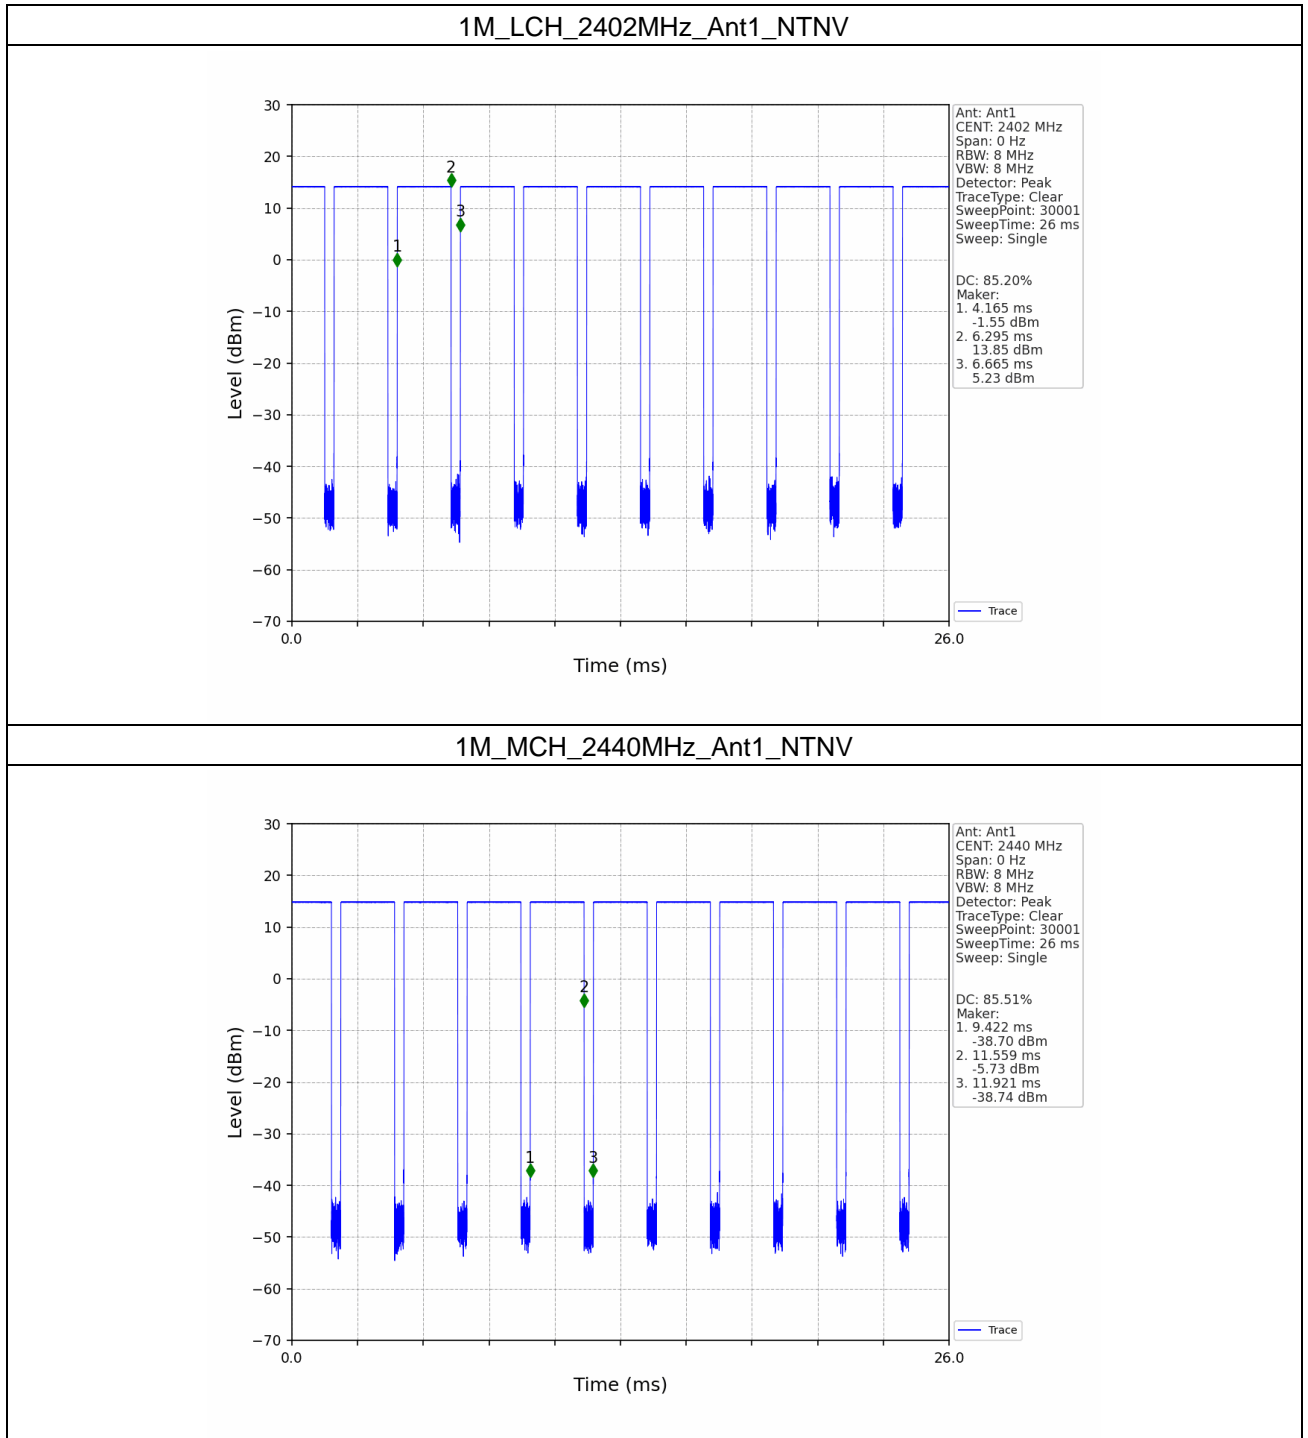 1M_LCH_2402MHz_Ant1_NTNV
30
20
10
0
−10
−20
−30
−40
−50
−60
−70
Level (dBm)
1
2
3
0.0
26.0
Time (ms)
Ant: Ant1
CENT: 2402 MHz
Span: 0 Hz
RBW: 8 MHz
VBW: 8 MHz
Detector: Peak
TraceType: Clear
SweepPoint: 30001
SweepTime: 26 ms
Sweep: Single
DC: 85.20%
Maker:
1. 4.165 ms
-1.55 dBm
2. 6.295 ms
13.85 dBm
3. 6.665 ms
5.23 dBm
Trace
1M_MCH_2440MHz_Ant1_NTNV
30
20
10
0
−10
−20
−30
−40
−50
−60
−70
Level (dBm)
1
2
3
0.0
26.0
Time (ms)
Ant: Ant1
CENT: 2440 MHz
Span: 0 Hz
RBW: 8 MHz
VBW: 8 MHz
Detector: Peak
TraceType: Clear
SweepPoint: 30001
SweepTime: 26 ms
Sweep: Single
DC: 85.51%
Maker:
1. 9.422 ms
-38.70 dBm
2. 11.559 ms
-5.73 dBm
3. 11.921 ms
-38.74 dBm
Trace